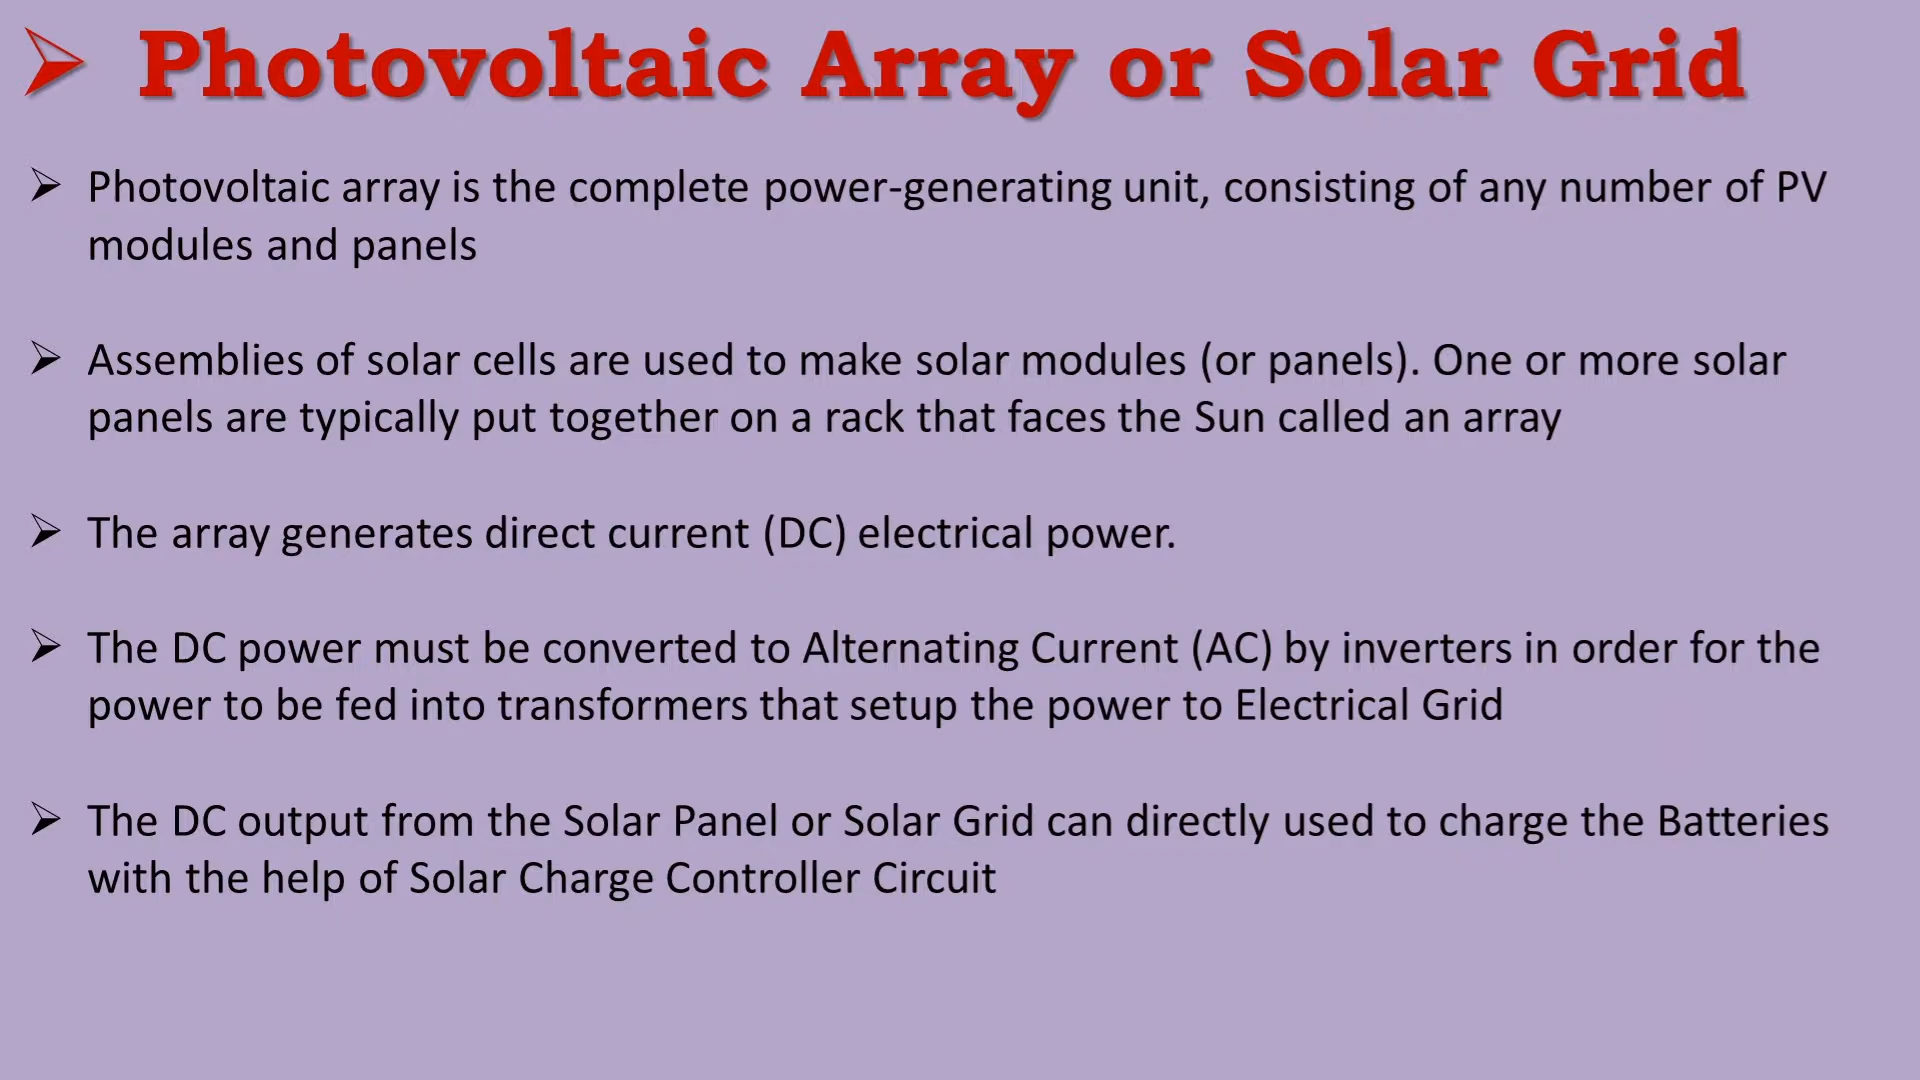 ➢ Photovoltaic Array or Solar Grid
➢ Photovoltaic array is the complete power-generating unit, consisting of any number of PV
modules and panels
➢ Assemblies of solar cells are used to make solar modules (or panels). One or more solar
panels are typically put together on a rack that faces the Sun called an array
➢ The array generates direct current (DC) electrical power.
➢ The DC power must be converted to Alternating Current (AC) by inverters in order for the
power to be fed into transformers that setup the power to Electrical Grid
➢ The DC output from the Solar Panel or Solar Grid can directly used to charge the Batteries
with the help of Solar Charge Controller Circuit